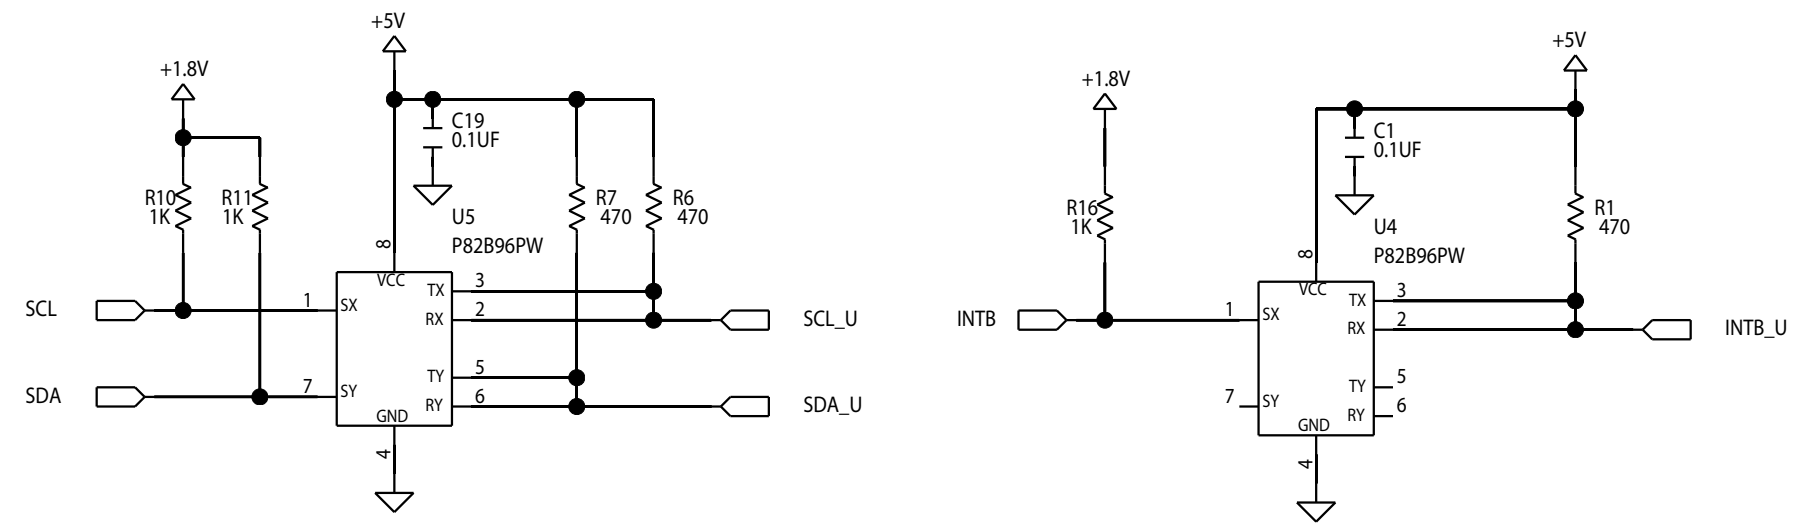 +5V
+1.8V
C19
0.1UF
R10
1K
R11
1K
R7
470
R6
470
U5
P82B96PW
8
VCC
SCL
1
SX
TX
3
RX
2
SCL_U
SDA
7
SY
TY
5
RY
6
SDA_U
GND
4
+5V
+1.8V
C1
0.1UF
R16
1K
R1
470
U4
P82B96PW
8
VCC
INTB
1
SX
TX
3
RX
2
INTB_U
7
SY
TY
5
RY
6
GND
4